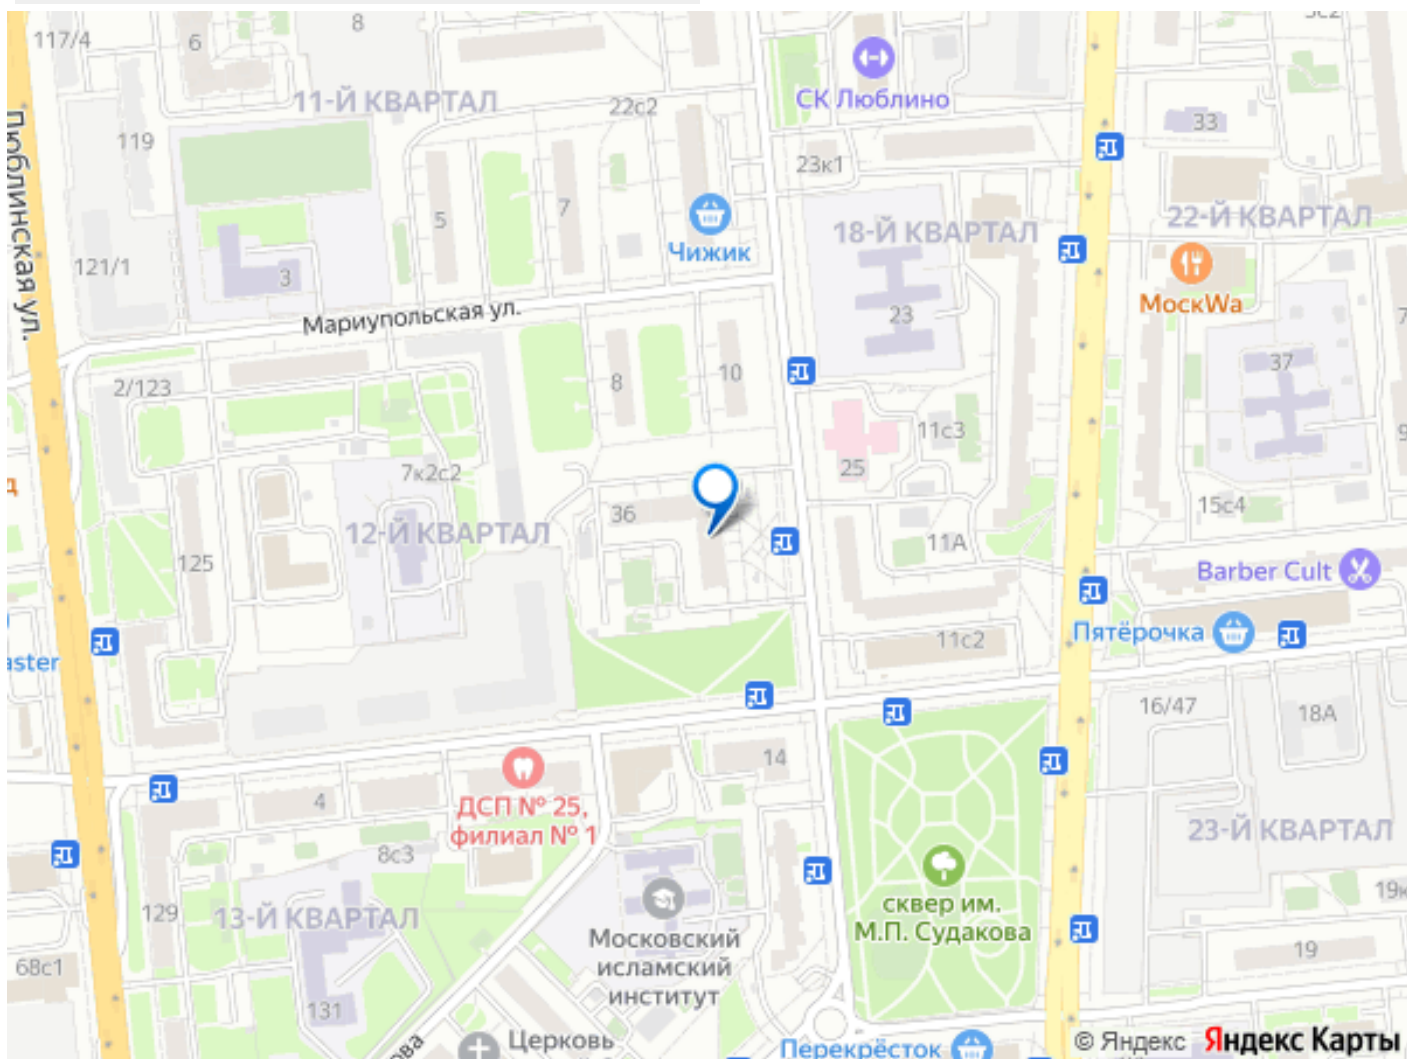 117/4
6
8
11-Й КВАРТАЛ
22с2
СК Люблино
33
119
23к1
5
7
Чижик
18-Й КВАРТАЛ
22-Й КВАРТАЛ
Люблинская ул.
121/1
3
МоскWa
Мариупольская ул.
23
37
2/123
8
10
11с3
25
7к2с2
36
15с4
12-Й КВАРТАЛ
11А
125
Barber Cult
Пятёрочка
11с2
aster
16/47
18А
14
4
ДСП № 25,
филиал № 1
23-Й КВАРТАЛ
8с3
129
13-Й КВАРТАЛ
сквер им.
М.П. Судакова
19
Московский
исламский
институт
68с1
131
Церковь
Перекрёсток
© Яндекс Яндекс Карты